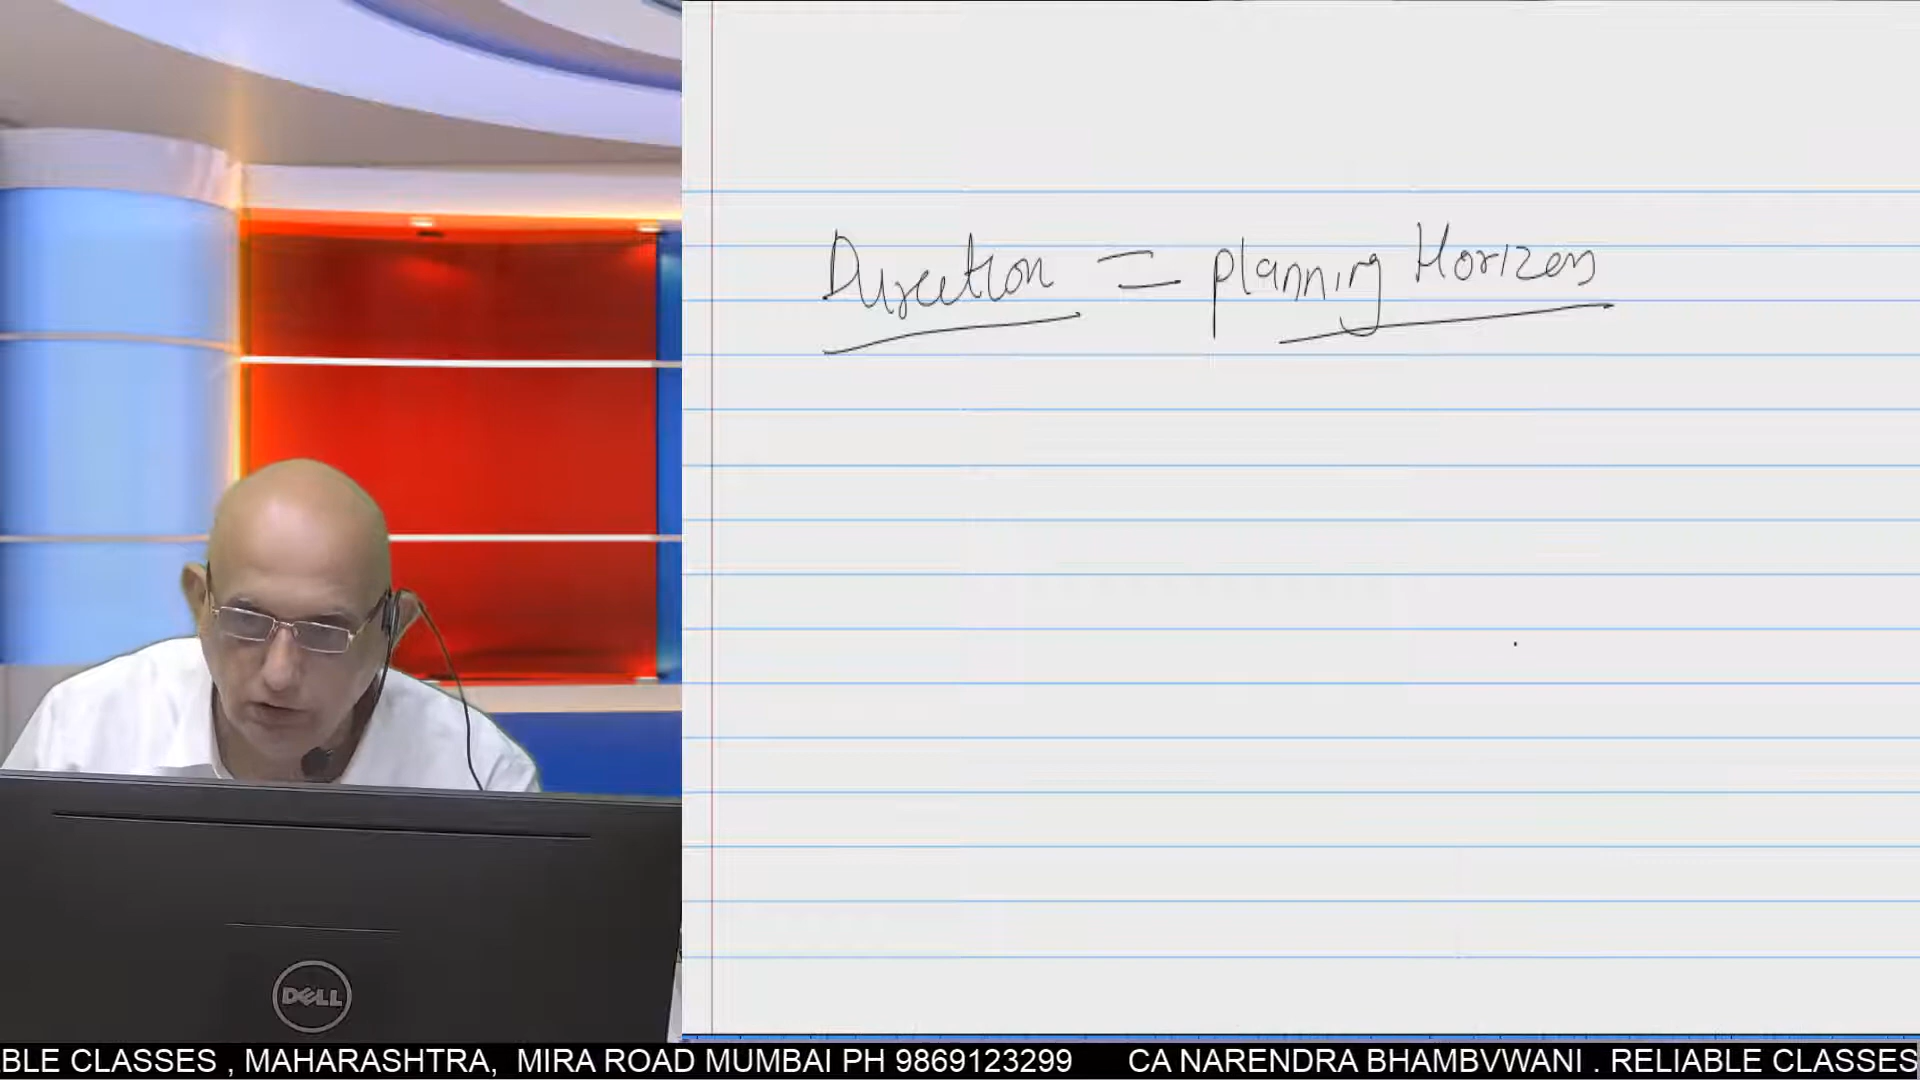 Duration = planning Horizon
DELL
BLE CLASSES , MAHARASHTRA, MIRA ROAD MUMBAI PH 9869123299 CA NARENDRA BHAMBVWANI . RELIABLE CLASSES